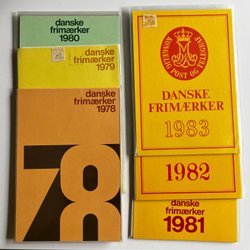 danske
frimærker
1980
danske
frimærker
1979
danske
frimærker
1978
78
KONGELIG POST OG TELEGRAF
DANSKE
FRIMÆRKER
1983
1982
danske
frimærker
1981